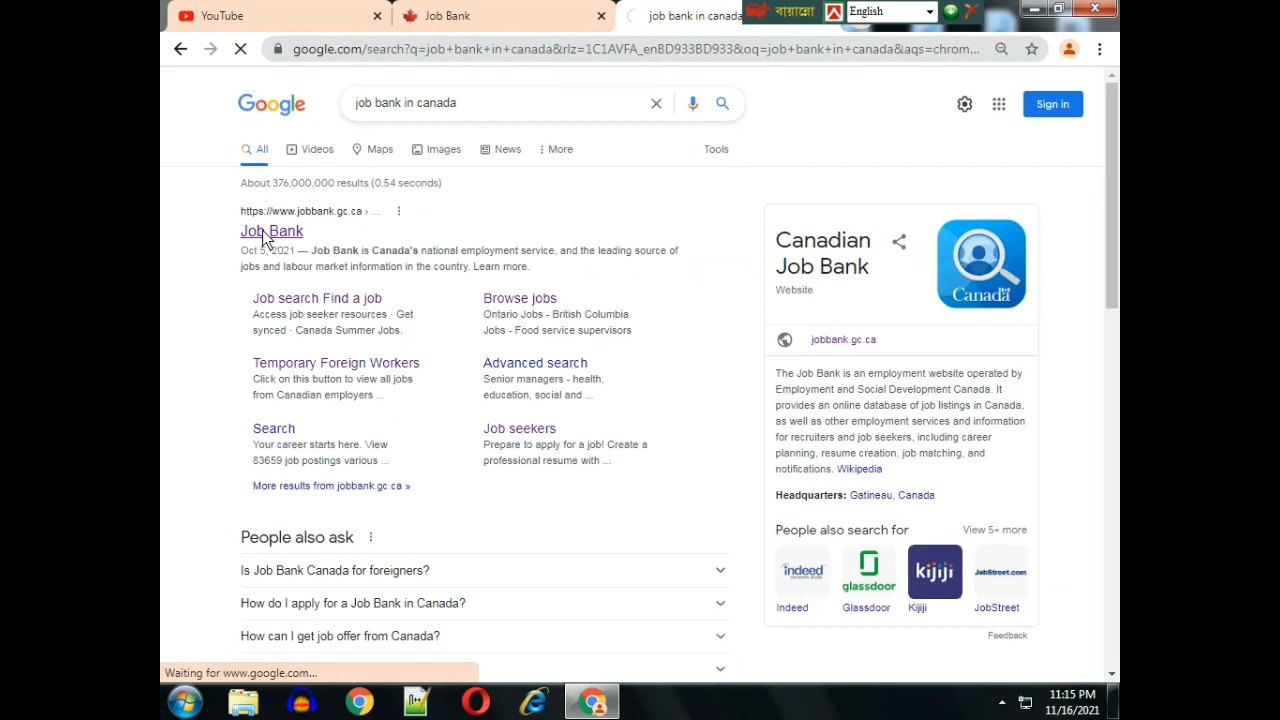 YouTube
Job Bank
job bank in canada
বায়ান্নো
English
google.com/search?q=job+bank+in+canada&rlz=1C1AVFA_enBD933BD933&oq=job+bank+in+canada&aqs=chrom...
Google
job bank in canada
Sign in
All
Videos
Maps
Images
News
More
Tools
About 376,000,000 results (0.54 seconds)
https://www.jobbank.gc.ca › ...
Job Bank
Oct 5, 2021 — Job Bank is Canada's national employment service, and the leading source of
jobs and labour market information in the country. Learn more.
Job search Find a job
Access job seeker resources · Get
synced · Canada Summer Jobs.
Browse jobs
Ontario Jobs - British Columbia
Jobs - Food service supervisors
Temporary Foreign Workers
Click on this button to view all jobs
from Canadian employers ...
Advanced search
Senior managers - health,
education, social and ...
Search
Your career starts here. View
83659 job postings various ...
Job seekers
Prepare to apply for a job! Create a
professional resume with ...
More results from jobbank.gc.ca »
People also ask
Is Job Bank Canada for foreigners?
How do I apply for a Job Bank in Canada?
How can I get job offer from Canada?
Canadian
Job Bank
Website
Canada
jobbank.gc.ca
The Job Bank is an employment website operated by
Employment and Social Development Canada. It
provides an online database of job listings in Canada,
as well as other employment services and information
for recruiters and job seekers, including career
planning, resume creation, job matching, and
notifications. Wikipedia
Headquarters: Gatineau, Canada
People also search for
View 5+ more
indeed
glassdoor
kijiji
JobStreet.com
Indeed
Glassdoor
Kijiji
JobStreet
Feedback
Waiting for www.google.com...
11:15 PM
11/16/2021